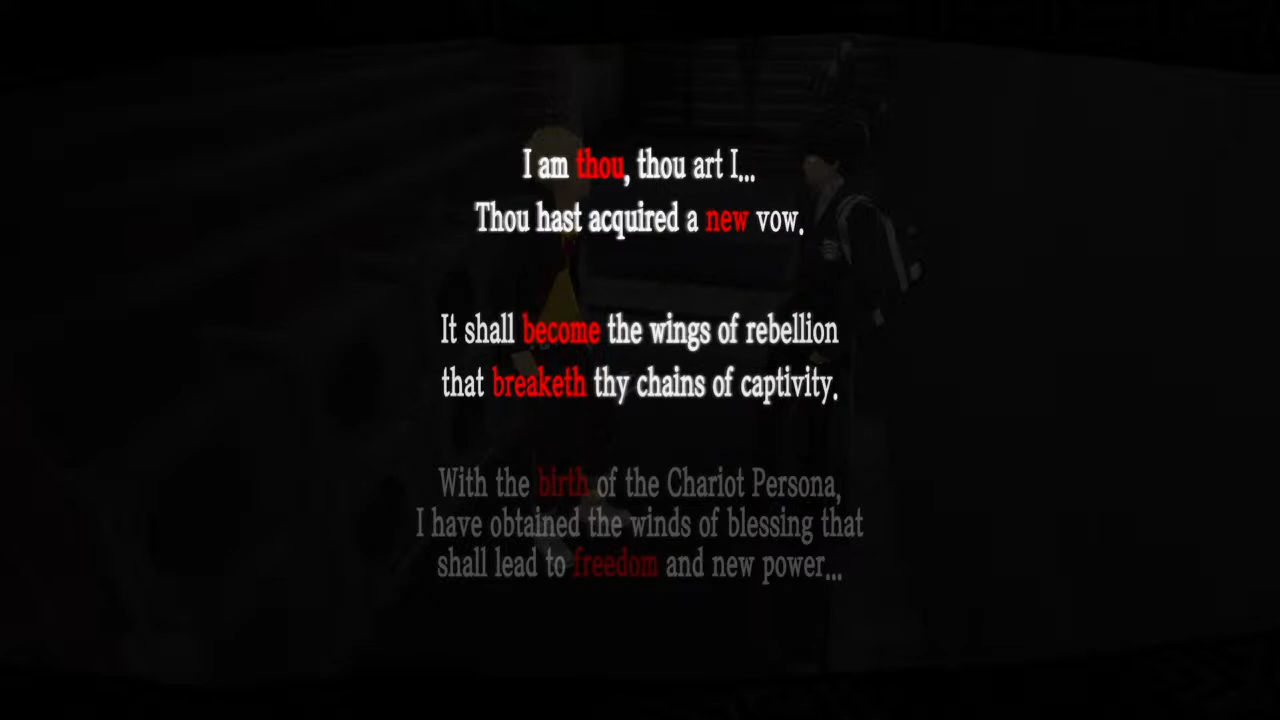 I am thou, thou art I...
Thou hast acquired a new vow.
It shall become the wings of rebellion
that breaketh thy chains of captivity.
With the birth of the Chariot Persona,
I have obtained the winds of blessing that
shall lead to freedom and new power...